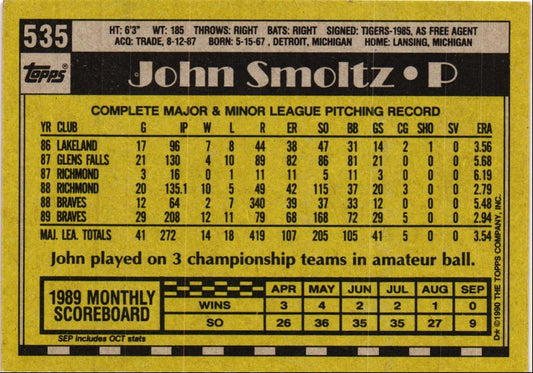 535
HT: 6'3" WT: 185 THROWS: RIGHT BATS: RIGHT SIGNED: TIGERS-1985, AS FREE AGENT
ACQ: TRADE, 8-12-87 BORN: 5-15-67, DETROIT, MICHIGAN HOME: LANSING, MICHIGAN
Topps John Smoltz • P
COMPLETE MAJOR & MINOR LEAGUE PITCHING RECORD
YR CLUB G IP W L R ER SO BB GS CG SHO SV ERA
86 LAKELAND 17 96 7 8 44 38 47 31 14 2 1 0 3.56
87 GLENS FALLS 21 130 4 10 89 82 86 81 21 0 0 0 5.68
87 RICHMOND 3 16 0 1 11 11 5 11 3 0 0 0 6.19
88 RICHMOND 20 135.1 10 5 49 42 115 37 20 3 0 0 2.79
88 BRAVES 12 64 2 7 340 39 37 33 12 0 0 0 5.48
89 BRAVES 29 208 12 11 79 68 168 72 29 5 0 0 2.94
MAJ. LEA. TOTALS 41 272 14 18 419 107 205 105 41 5 0 0 3.54
John played on 3 championship teams in amateur ball.
1989 MONTHLY SCOREBOARD
APR MAY JUN JUL AUG SEP
WINS 3 4 2 2 1 0
SO 26 36 35 35 27 9
SEP includes OCT stats
D★ © 1990 THE TOPPS COMPANY, INC.